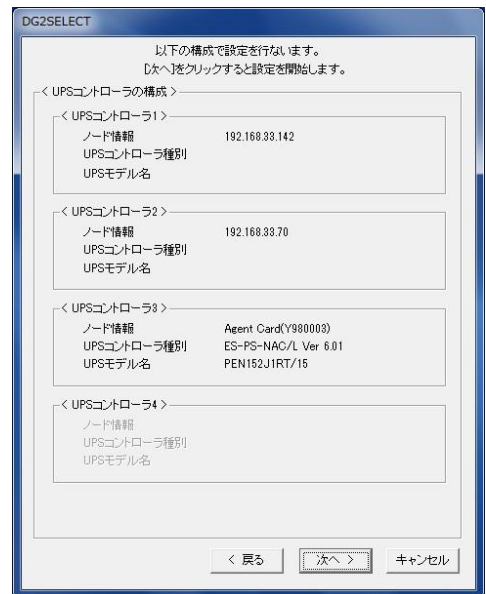 DG2SELECT
以下の構成で設定を行ないます。
[次へ]をクリックすると設定を開始します。
< UPSコントローラの構成 >
< UPSコントローラ1 >
ノード情報 192.168.33.142
UPSコントローラ種別
UPSモデル名
< UPSコントローラ2 >
ノード情報 192.168.33.70
UPSコントローラ種別
UPSモデル名
< UPSコントローラ3 >
ノード情報 Agent Card(Y980003)
UPSコントローラ種別 ES-PS-NAC/L Ver 6.01
UPSモデル名 PEN152J1RT/15
< UPSコントローラ4 >
ノード情報
UPSコントローラ種別
UPSモデル名
< 戻る 次へ > キャンセル